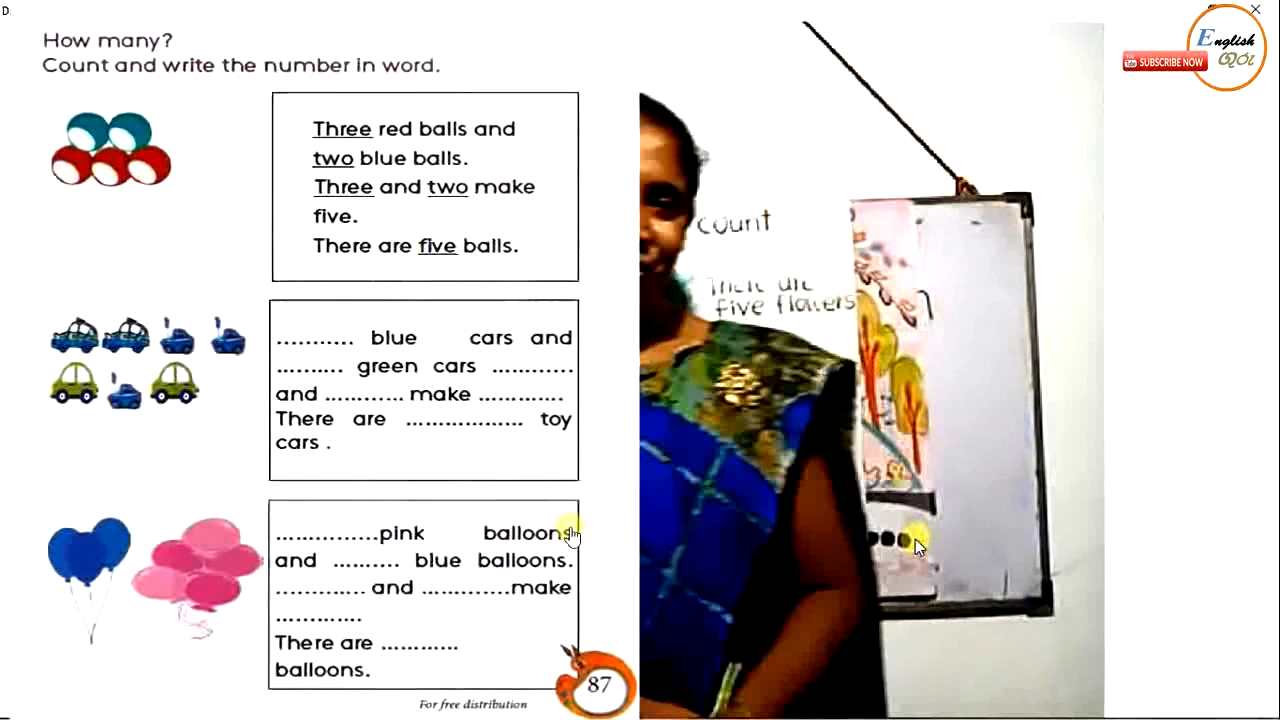 D
How many?
Count and write the number in word.
Three red balls and
two blue balls.
Three and two make
five.
There are five balls.
........... blue cars and
.......... green cars ............
and ............ make .............
There are .................. toy
cars .
...............pink balloons
and .......... blue balloons.
............. and .............make
.............
There are ............
balloons.
87
For free distribution
count
There are
five flowers
SUBSCRIBE NOW
English
ගුරු